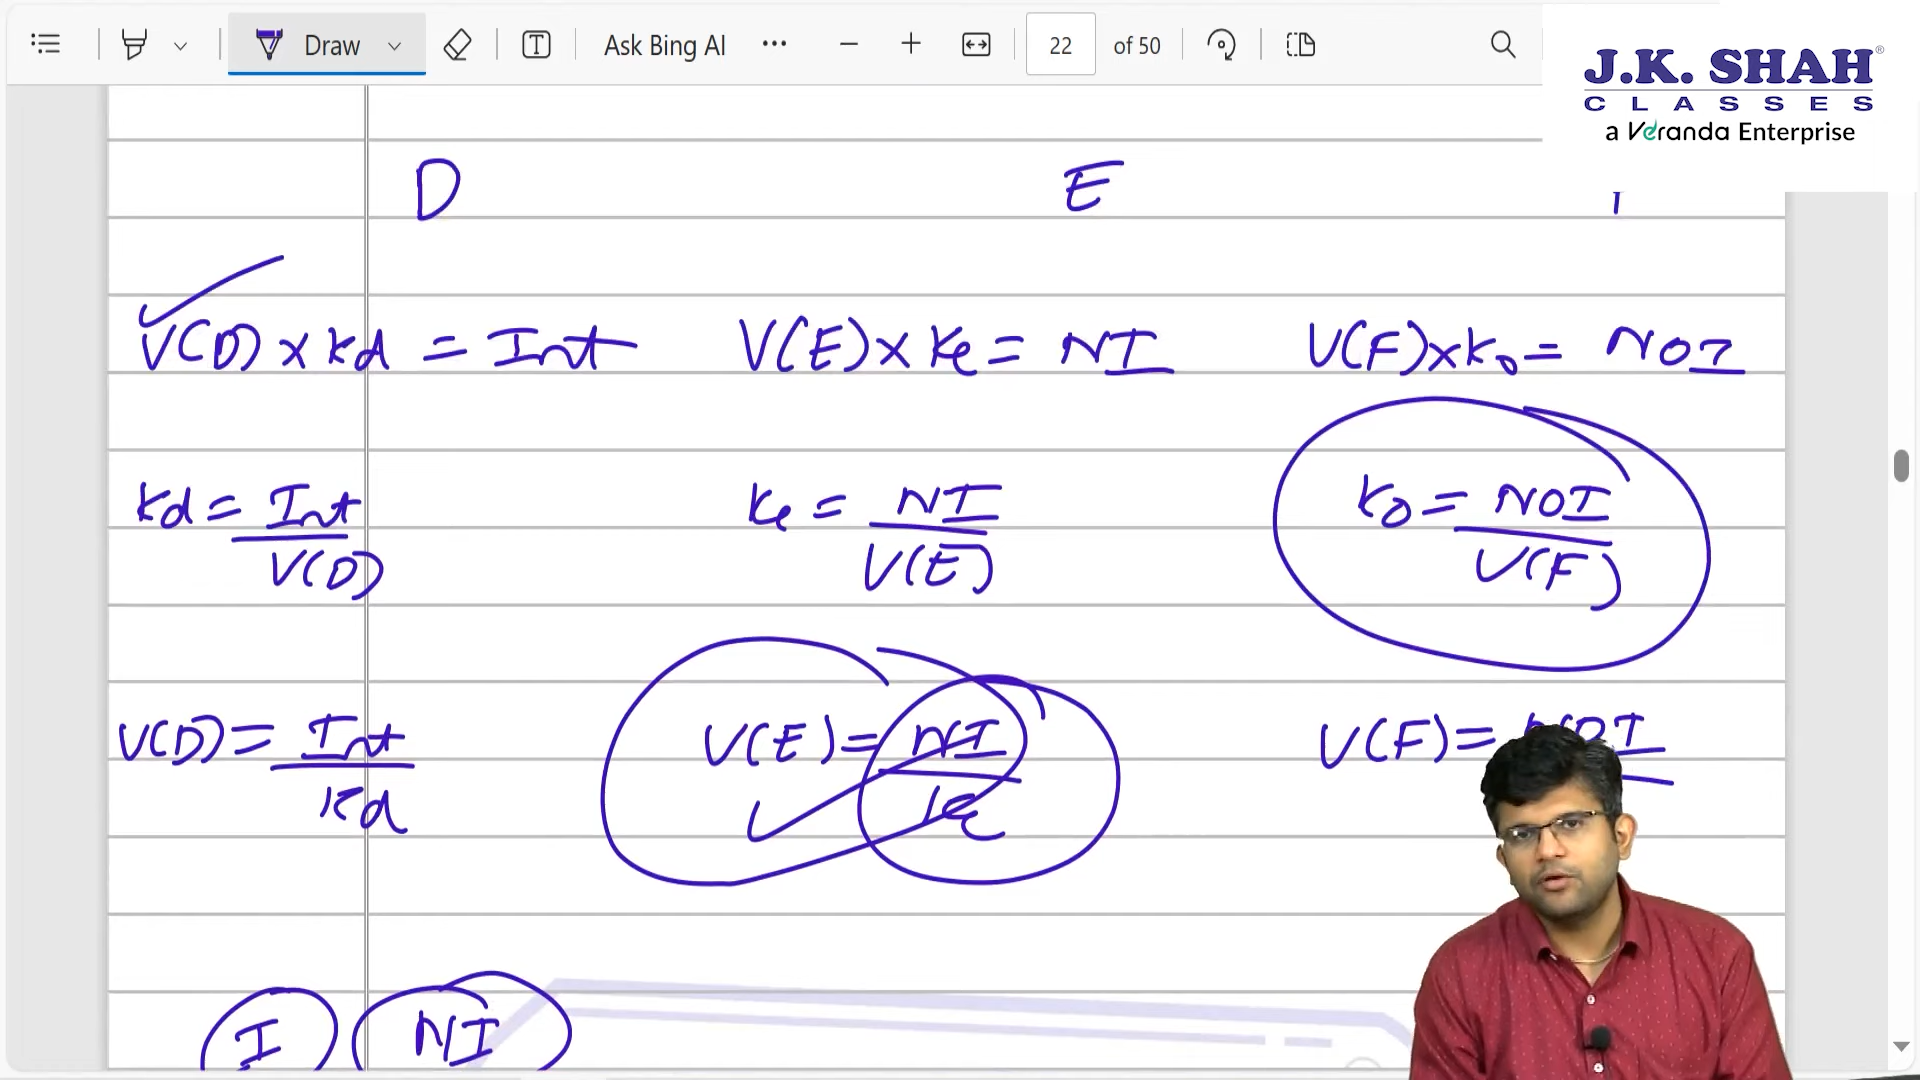 Draw
Ask Bing AI
22 of 50
J.K. SHAH®
CLASSES
a Veranda Enterprise
D E
V(D) × Kd = Int V(E) × Ke = NI V(F) × Ko = NOI
Kd = Int / V(D) Ke = NI / V(E) Ko = NOI / V(F)
V(D) = Int / Kd V(E) = NI / Ke V(F) = NOI
I NI